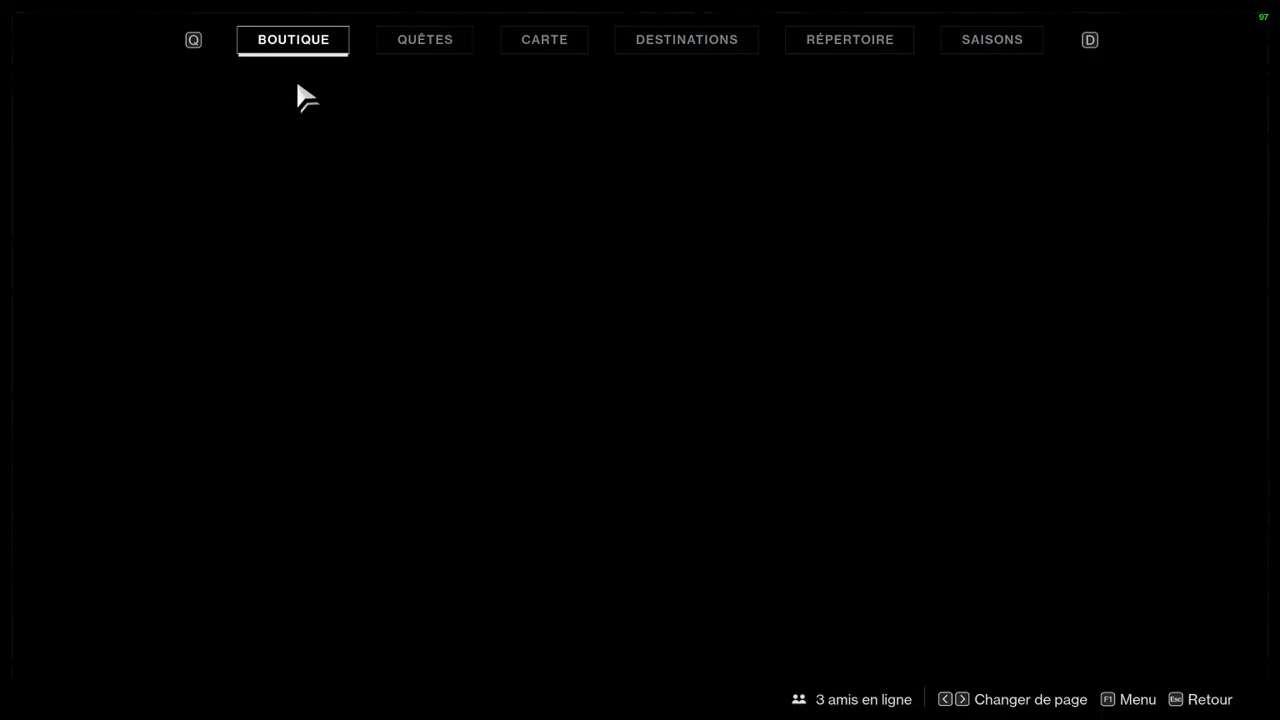 97
Q BOUTIQUE QUÊTES CARTE DESTINATIONS RÉPERTOIRE SAISONS D
3 amis en ligne < > Changer de page F1 Menu Esc Retour